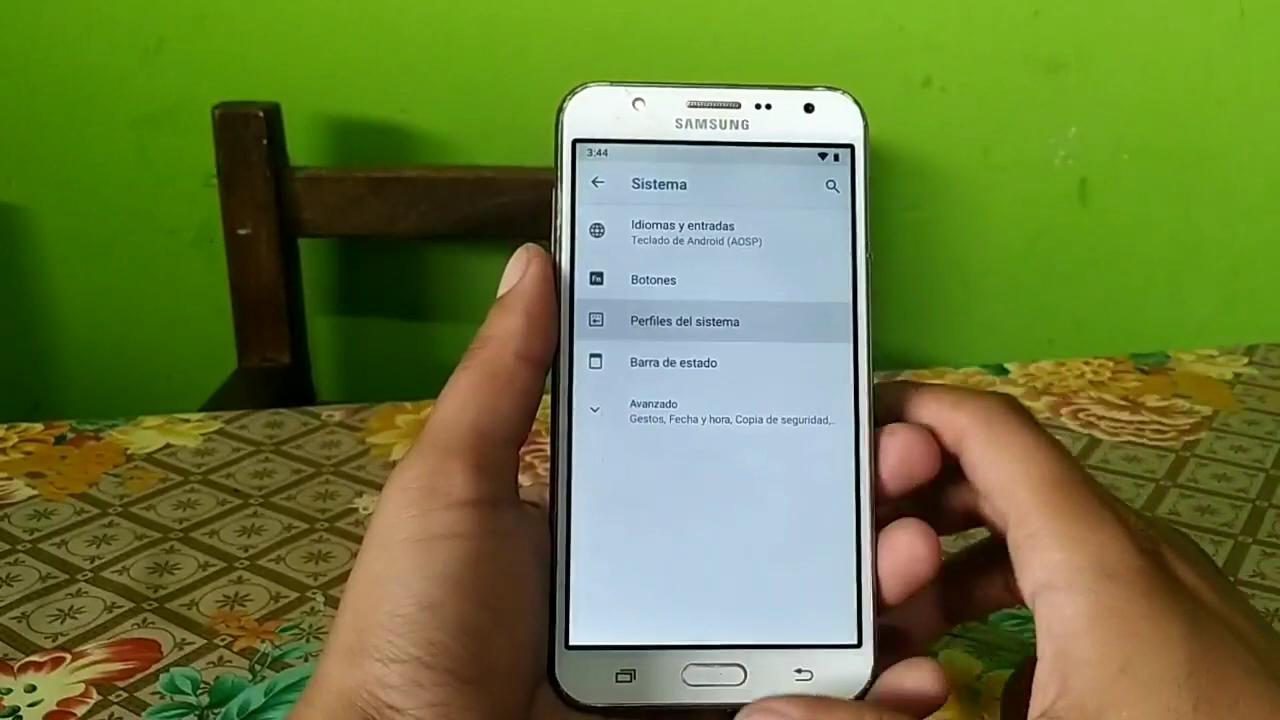 SAMSUNG
3:44
Sistema
Idiomas y entradas
Teclado de Android (AOSP)
Fn
Botones
Perfiles del sistema
Barra de estado
Avanzado
Gestos, Fecha y hora, Copia de seguridad,..